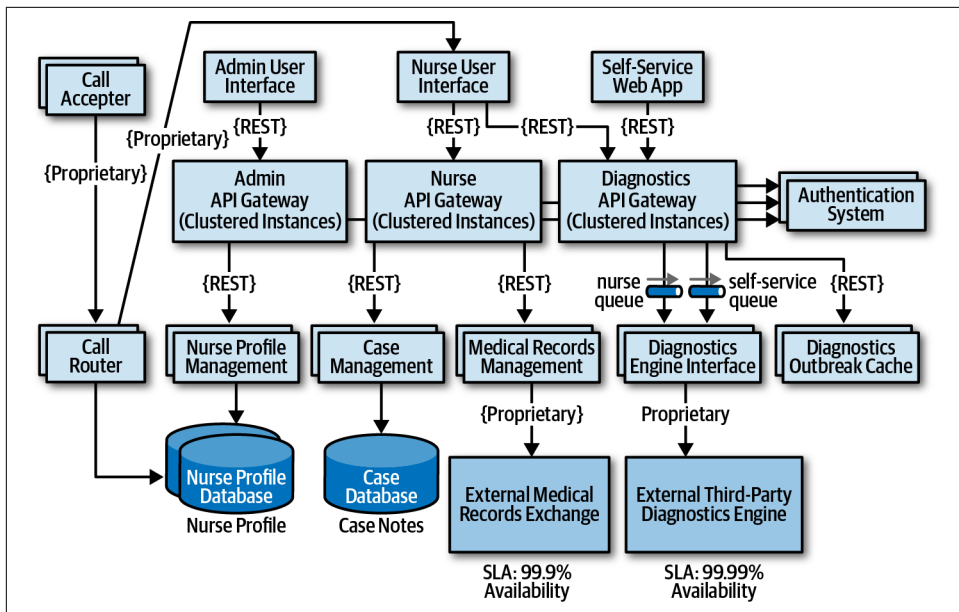 Call
Accepter
Admin User
Interface
Nurse User
Interface
Self-Service
Web App
{Proprietary}
{Proprietary}
{REST}
{REST}
{REST}
{REST}
Admin
API Gateway
(Clustered Instances)
Nurse
API Gateway
(Clustered Instances)
Diagnostics
API Gateway
(Clustered Instances)
Authentication
System
{REST}
{REST}
{REST}
nurse
queue
self-service
queue
{REST}
Call
Router
Nurse Profile
Management
Case
Management
Medical Records
Management
Diagnostics
Engine Interface
Diagnostics
Outbreak Cache
{Proprietary}
Proprietary
Nurse Profile
Database
Nurse Profile
Case
Database
Case Notes
External Medical
Records Exchange
External Third-Party
Diagnostics Engine
SLA: 99.9%
Availability
SLA: 99.99%
Availability